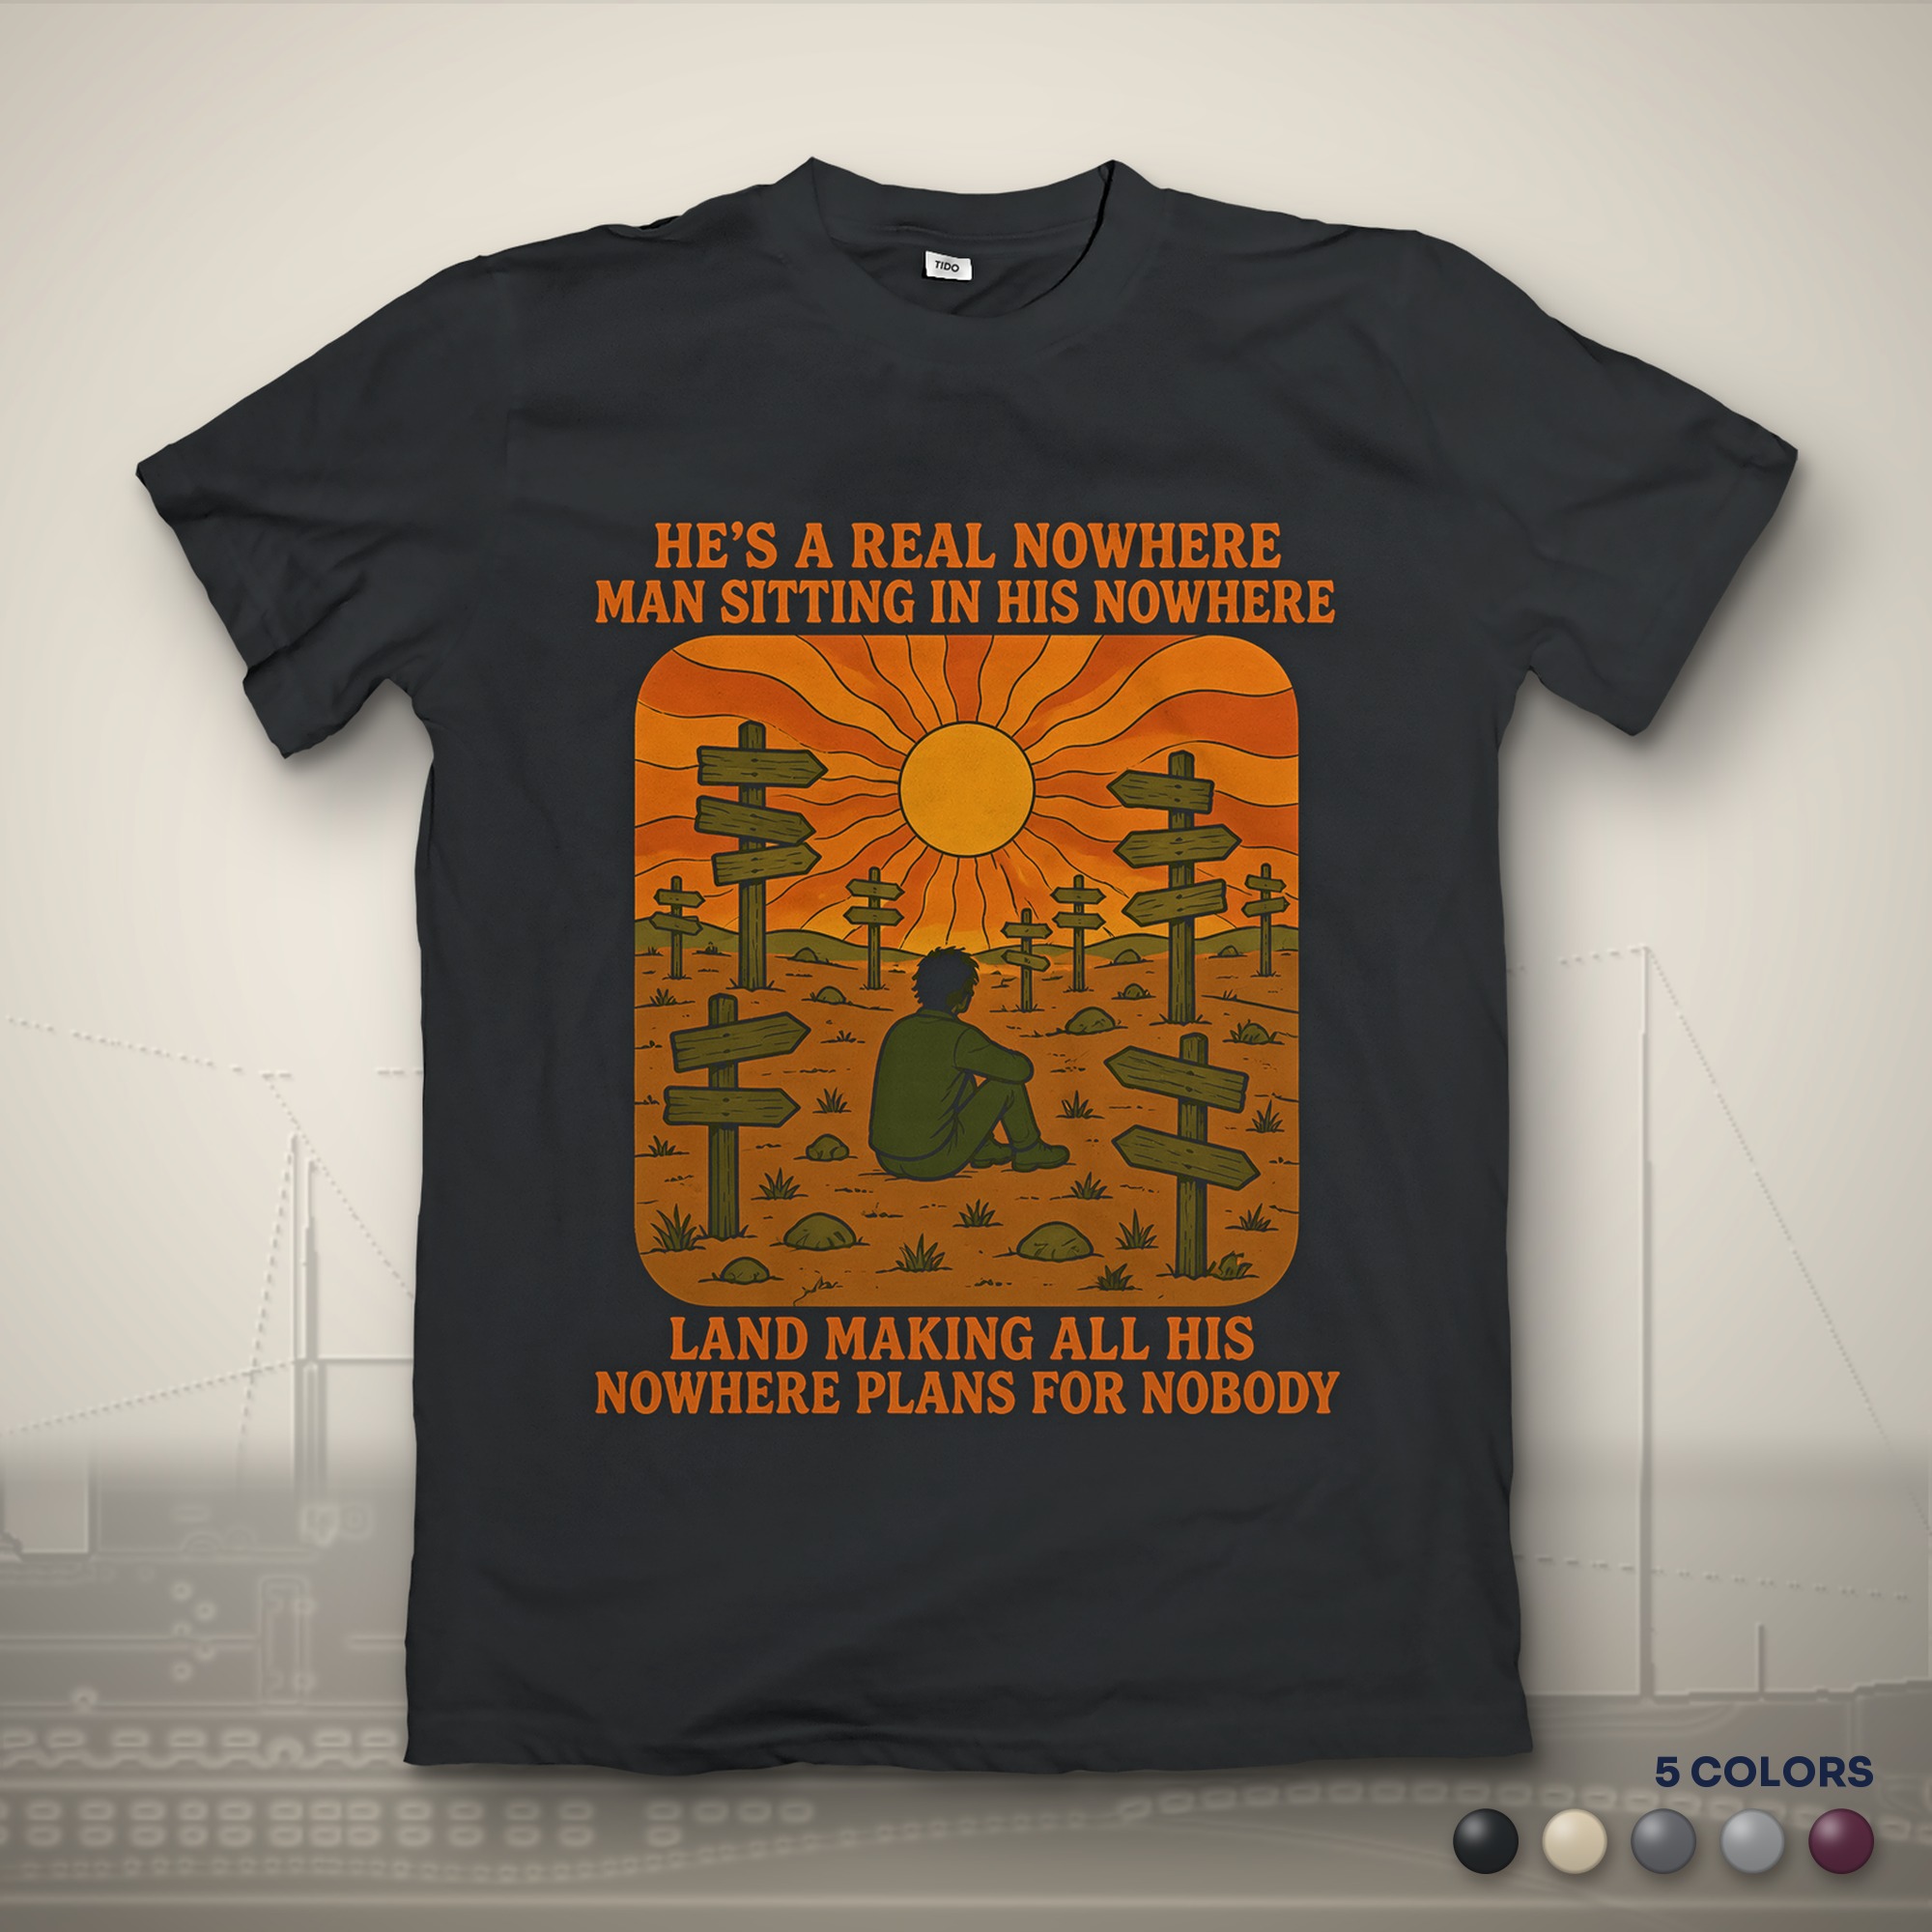 TIDO
HE’S A REAL NOWHERE
MAN SITTING IN HIS NOWHERE
LAND MAKING ALL HIS
NOWHERE PLANS FOR NOBODY
5 COLORS